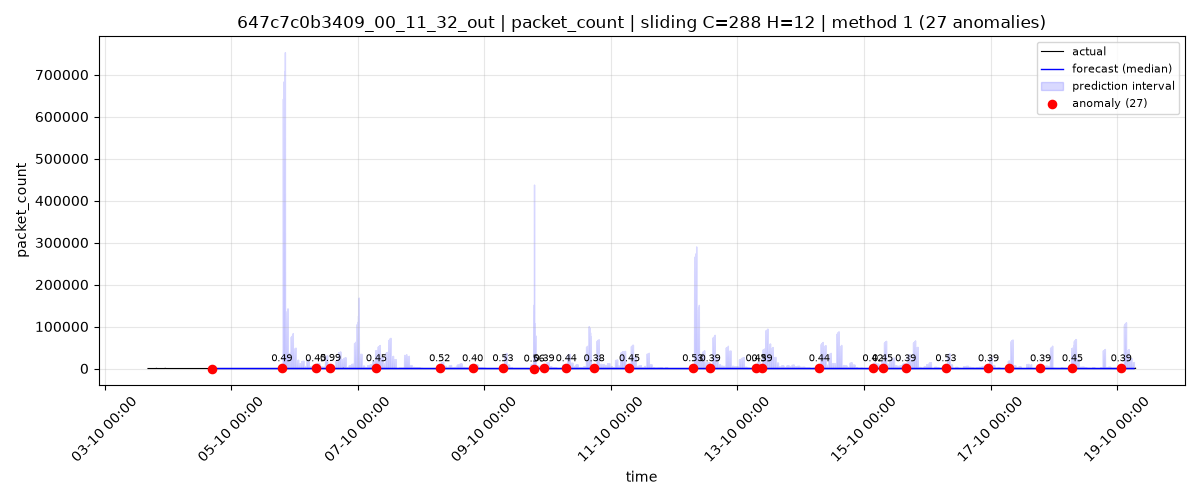 647c7c0b3409_00_11_32_out | packet_count | sliding C=288 H=12 | method 1 (27 anomalies)
actual
forecast (median)
prediction interval
anomaly (27)
packet_count
700000
600000
500000
400000
300000
200000
100000
0
0.49 0.99 0.45 0.52 0.40 0.53 0.39 0.44 0.38 0.45 0.53 0.39 0.44 0.45 0.39 0.53 0.39 0.39 0.45 0.39
03-10 00:00 05-10 00:00 07-10 00:00 09-10 00:00 11-10 00:00 13-10 00:00 15-10 00:00 17-10 00:00 19-10 00:00
time